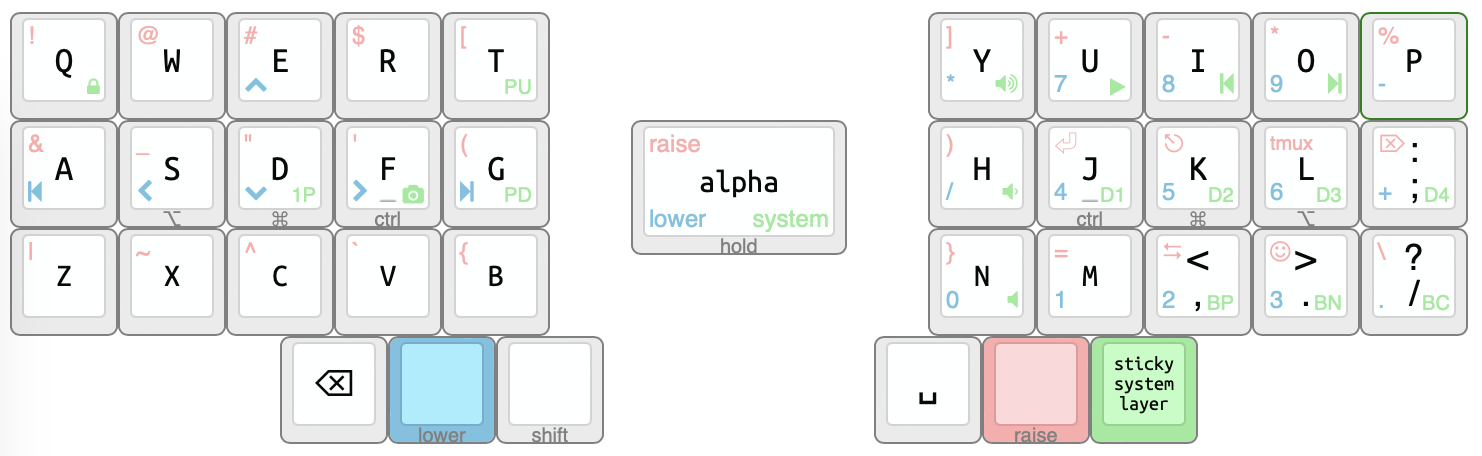 ! @ # $ [ ] + - * %
Q W E R T Y U I O P
PU * 7 8 9 -
& _ " ' ( ) tmux :
A S D F G H J K L ;
1P _ PD / 4 _ D1 5 D2 6 D3 + D4
⌥ ⌘ ctrl ctrl ⌘ ⌥
raise
alpha
lower system
hold
| ~ ^ ` { } = < > \ ?
Z X C V B N M , . /
0 1 2 BP 3 BN . BC
sticky
system
layer
lower shift raise